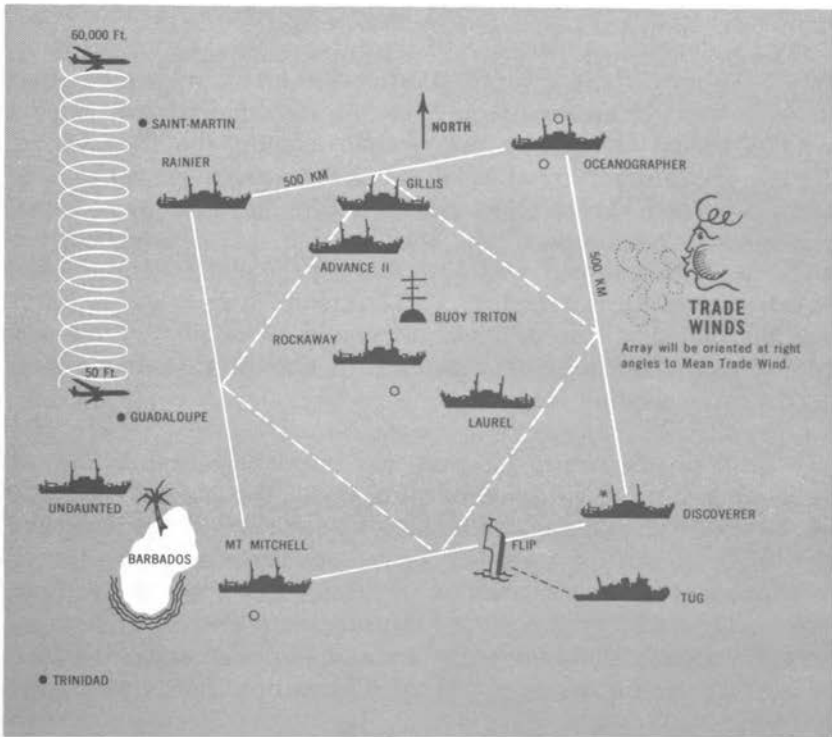 60,000 Ft.
SAINT-MARTIN
NORTH
OCEANOGRAPHER
RAINIER
500 KM
GILLIS
ADVANCE II
500 KM
BUOY TRITON
TRADE
WINDS
Array will be oriented at right
angles to Mean Trade Wind.
ROCKAWAY
50 Ft.
GUADALOUPE
LAUREL
UNDAUNTED
DISCOVERER
MT MITCHELL
FLIP
BARBADOS
TUG
TRINIDAD